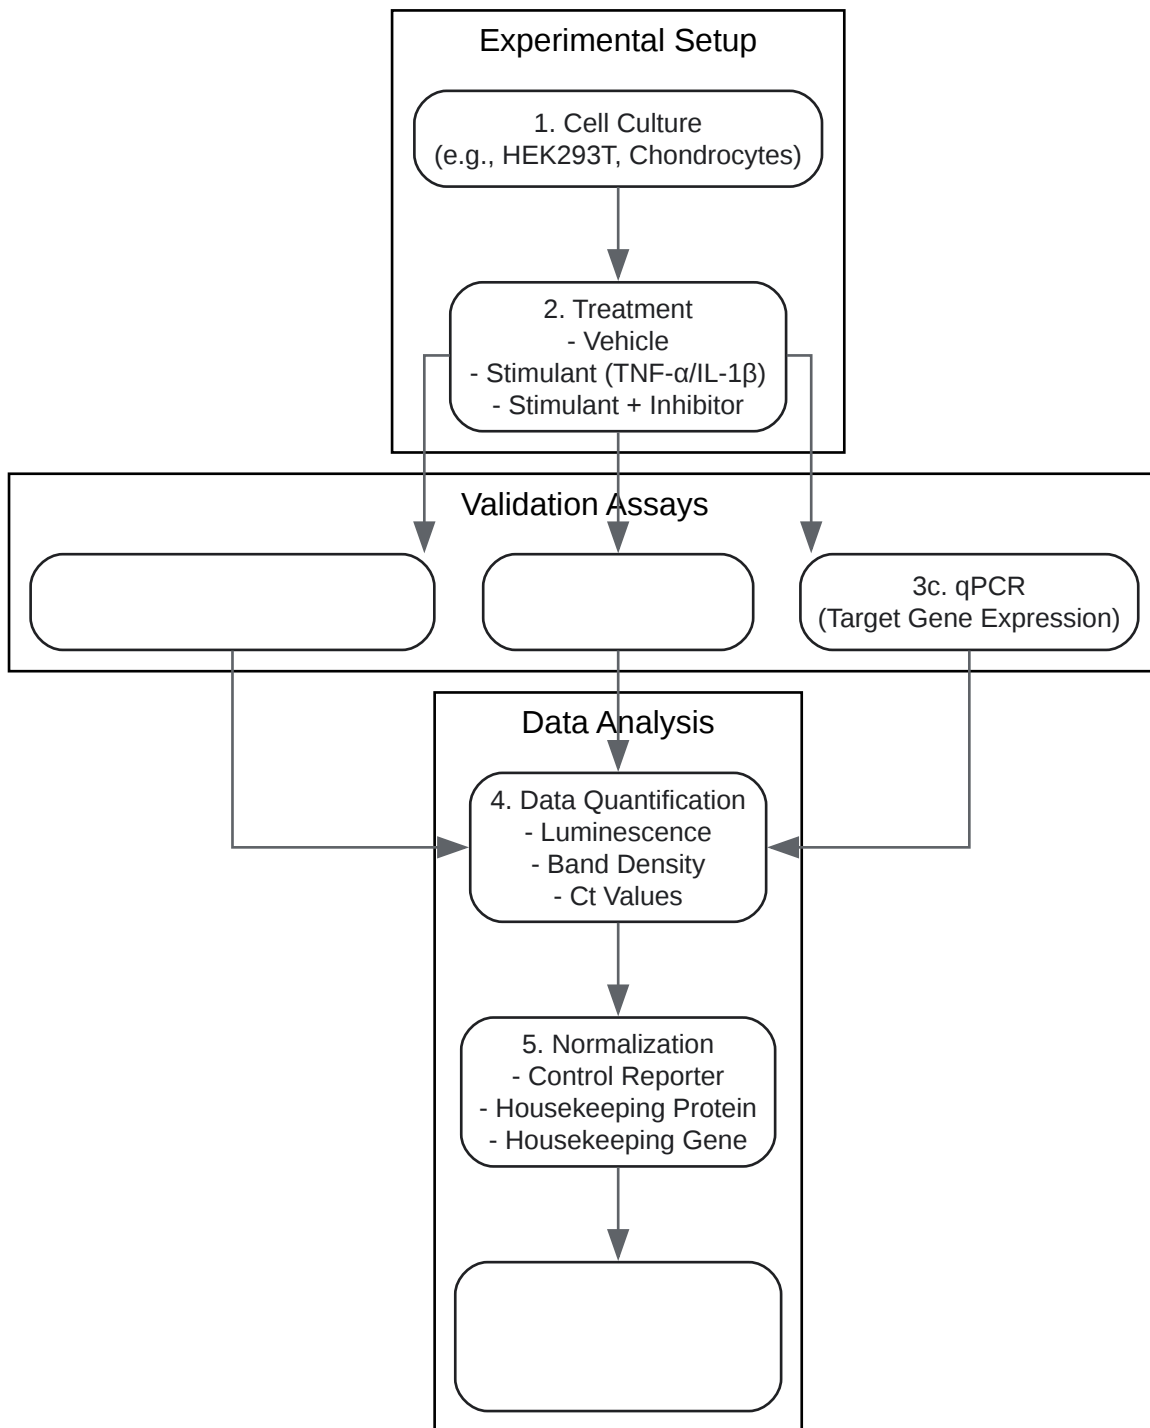 Experimental Setup
1. Cell Culture
(e.g., HEK293T, Chondrocytes)
2. Treatment
- Vehicle
- Stimulant (TNF-α/IL-1β)
- Stimulant + Inhibitor
Validation Assays
3c. qPCR
(Target Gene Expression)
Data Analysis
4. Data Quantification
- Luminescence
- Band Density
- Ct Values
5. Normalization
- Control Reporter
- Housekeeping Protein
- Housekeeping Gene